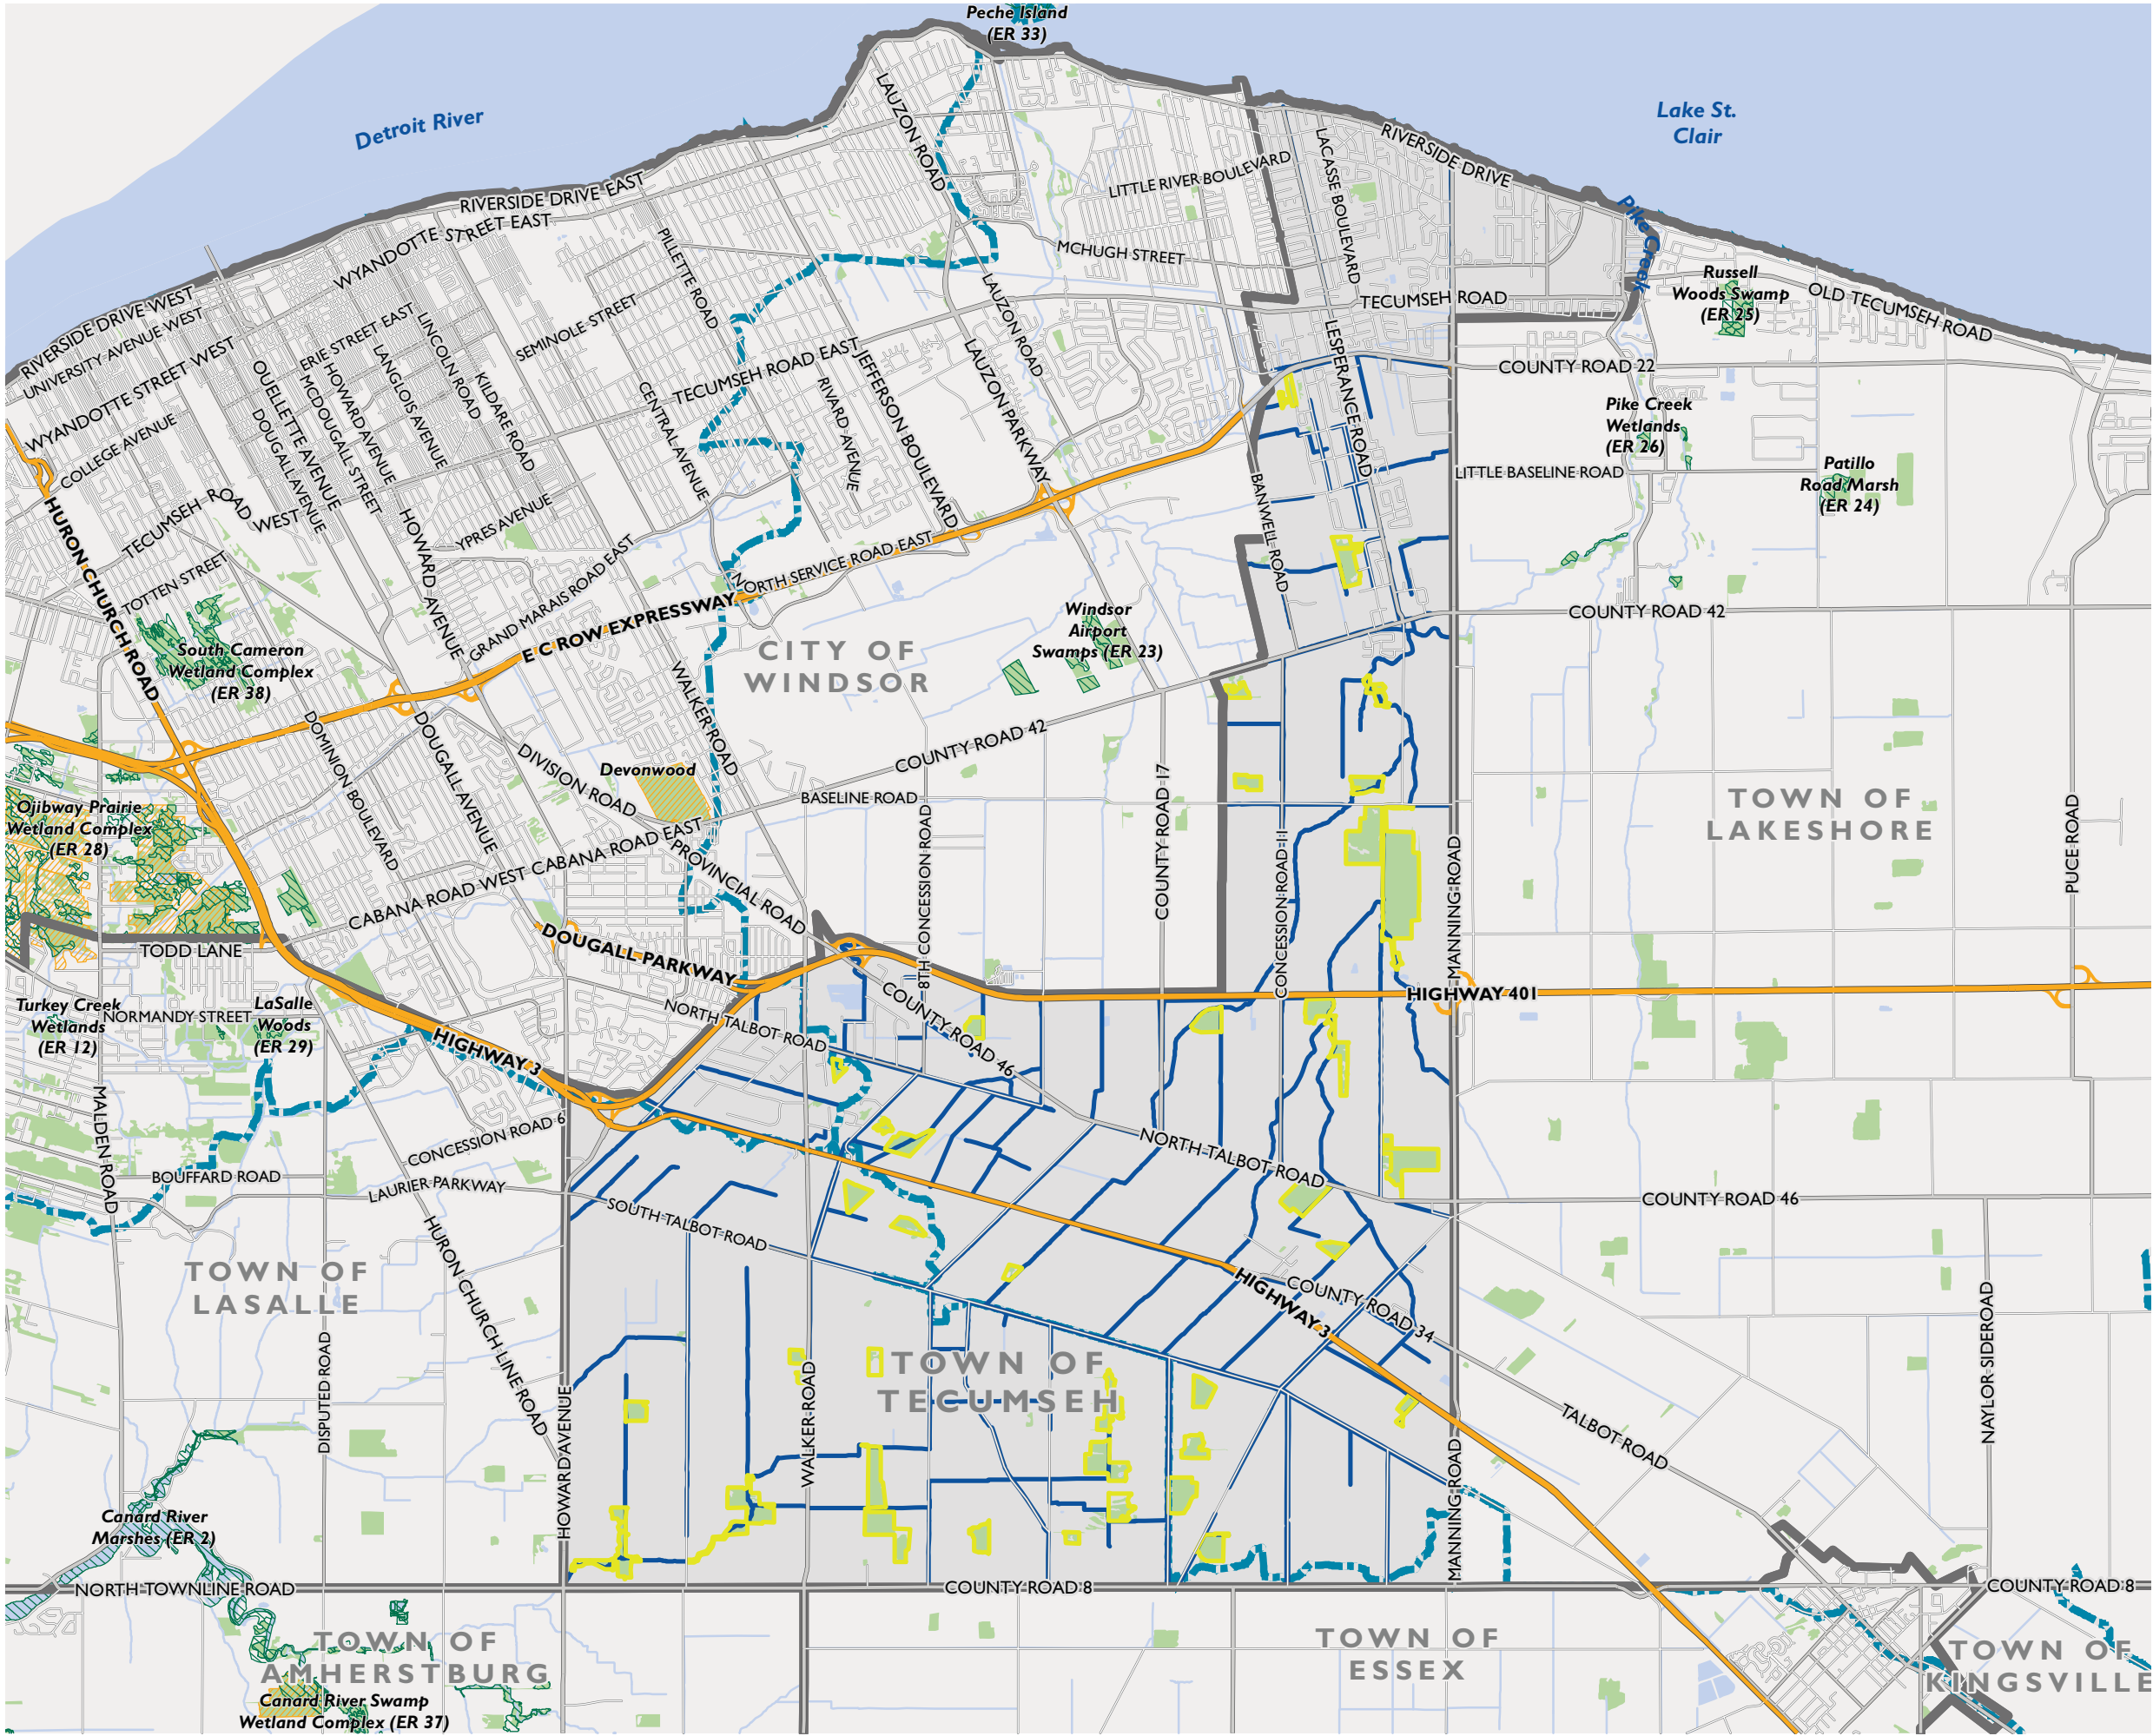 Peche Island
(ER 33)
Detroit River
Lake St.
Clair
LAUZON ROAD
RIVERSIDE DRIVE
LACASSE BOULEVARD
LITTLE RIVER BOULEVARD
RIVERSIDE DRIVE EAST
WYANDOTTE STREET EAST
PILLETTE ROAD
MCHUGH STREET
Pike Creek
Russell
Woods Swamp
(ER 25)
OLD TECUMSEH ROAD
TECUMSEH ROAD
RIVERSIDE DRIVE WEST
UNIVERSITY AVENUE WEST
WYANDOTTE STREET WEST
COLLEGE AVENUE
ERIE STREET EAST
SEMINOLE STREET
LINCOLN ROAD
LANGLOIS AVENUE
KILDARE ROAD
HOWARD AVENUE
MCDOUGALL STREET
OUELLETTE AVENUE
DOUGALL AVENUE
CENTRAL AVENUE
TECUMSEH ROAD EAST
RIVARD AVENUE
JEFFERSON BOULEVARD
LAUZON ROAD
LAUZON PARKWAY
LESPERANCE ROAD
COUNTY ROAD 22
Pike Creek
Wetlands
(ER 26)
LITTLE BASELINE ROAD
Patillo
Road Marsh
(ER 24)
BANWELL ROAD
HURON CHURCH ROAD
TECUMSEH ROAD WEST
TOTTEN STREET
HOWARD AVENUE
YPRES AVENUE
GRAND MARAIS ROAD EAST
NORTH SERVICE ROAD EAST
E C ROW EXPRESSWAY
CITY OF
WINDSOR
Windsor
Airport
Swamps (ER 23)
COUNTY ROAD 42
South Cameron
Wetland Complex
(ER 38)
WALKER ROAD
DOMINION BOULEVARD
DOUGALL AVENUE
DIVISION ROAD
Devonwood
COUNTY ROAD 42
BASELINE ROAD
8TH CONCESSION ROAD
COUNTY ROAD 17
CONCESSION ROAD 11
MANNING ROAD
TOWN OF
LAKESHORE
PUCE ROAD
Ojibway Prairie
Wetland Complex
(ER 28)
CABANA ROAD WEST
CABANA ROAD EAST
PROVINCIAL ROAD
TODD LANE
DOUGALL PARKWAY
HIGHWAY 401
Turkey Creek
Wetlands
(ER 12)
NORMANDY STREET
LaSalle
Woods
(ER 29)
HIGHWAY 3
NORTH TALBOT ROAD
COUNTY ROAD 46
MALDEN ROAD
CONCESSION ROAD 6
BOUFFARD ROAD
LAURIER PARKWAY
NORTH TALBOT ROAD
COUNTY ROAD 46
SOUTH TALBOT ROAD
HURON CHURCH LINE ROAD
TOWN OF
LASALLE
DISPUTED ROAD
HIGHWAY 3
COUNTY ROAD 34
NAYLOR SIDEROAD
TOWN OF
TECUMSEH
WALKER ROAD
HOWARD AVENUE
MANNING ROAD
TALBOT ROAD
Canard River
Marshes (ER 2)
NORTH TOWNLINE ROAD
COUNTY ROAD 8
COUNTY ROAD 8
TOWN OF
AMHERSTBURG
TOWN OF
ESSEX
TOWN OF
KINGSVILLE
Canard River Swamp
Wetland Complex (ER 37)